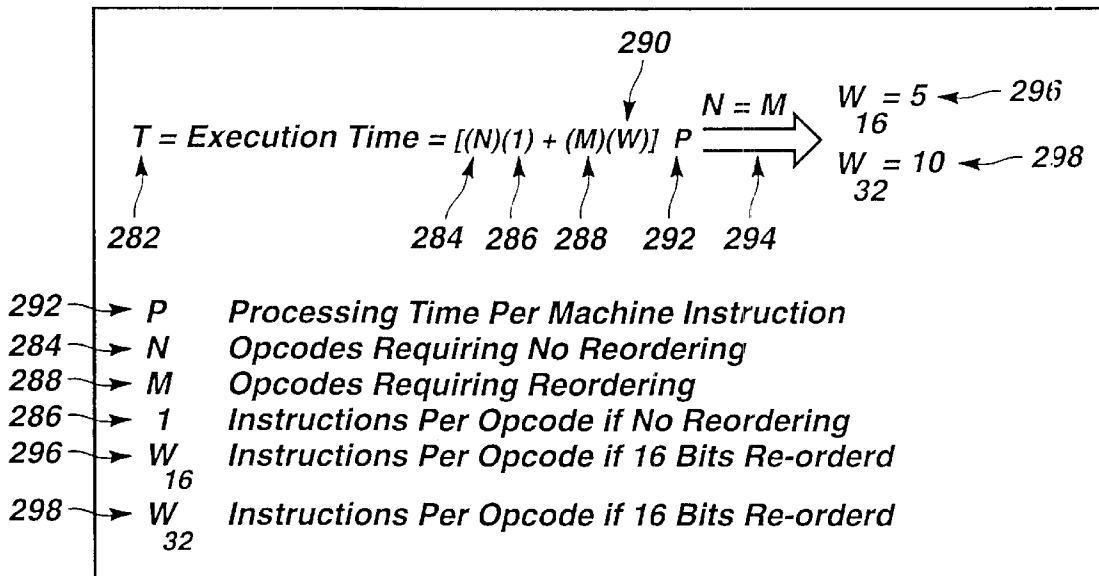 290
N = M
W16 = 5 296
T = Execution Time = [(N)(1) + (M)(W)] P
W32 = 10 298
282 284 286 288 292 294
292 P Processing Time Per Machine Instruction
284 N Opcodes Requiring No Reordering
288 M Opcodes Requiring Reordering
286 1 Instructions Per Opcode if No Reordering
296 W16 Instructions Per Opcode if 16 Bits Re-orderd
298 W32 Instructions Per Opcode if 16 Bits Re-orderd